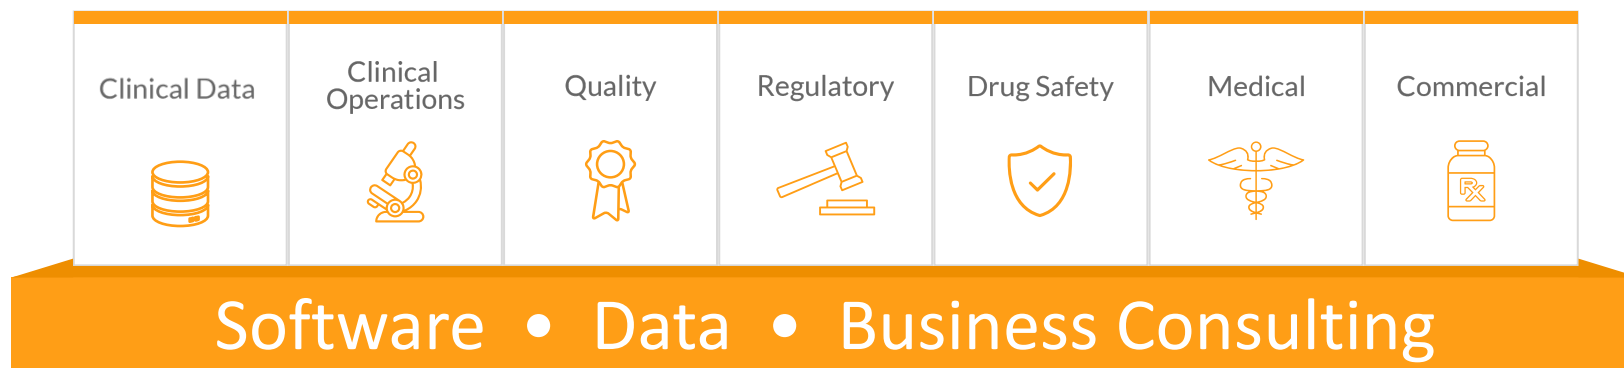 Clinical Data
Clinical
Operations
Quality
Regulatory
Drug Safety
Medical
Commercial
Rx
Software • Data • Business Consulting